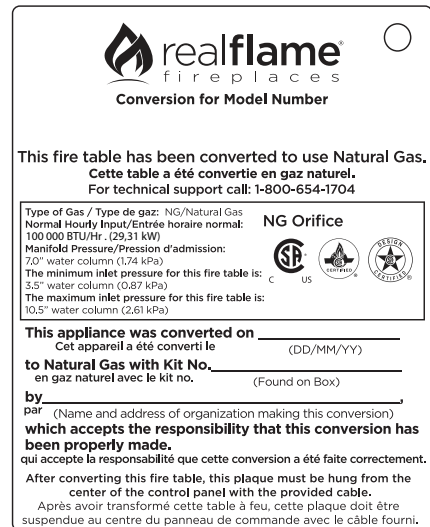 realflame®
fireplaces
Conversion for Model Number
This fire table has been converted to use Natural Gas.
Cette table a été convertie en gaz naturel.
For technical support call: 1-800-654-1704
Type of Gas / Type de gaz: NG/Natural Gas
Normal Hourly Input/Entrée horaire normal:
100 000 BTU/Hr . (29,31 kW)
Manifold Pressure/Pression d'admission:
7.0" water column (1.74 kPa)
The minimum inlet pressure for this fire table is:
3.5" water column (0.87 kPa)
The maximum inlet pressure for this fire table is:
10.5" water column (2.61 kPa)
NG Orifice
C US
CERTIFIED
DESIGN CERTIFIED
This appliance was converted on
Cet appareil a été converti le (DD/MM/YY)
to Natural Gas with Kit No.
en gaz naturel avec le kit no. (Found on Box)
by ,
par (Name and address of organization making this conversion)
which accepts the responsibility that this conversion has
been properly made.
qui accepte la responsabilité que cette conversion a été faite correctement.
After converting this fire table, this plaque must be hung from the
center of the control panel with the provided cable.
Après avoir transformé cette table à feu, cette plaque doit être
suspendue au centre du panneau de commande avec le câble fourni.